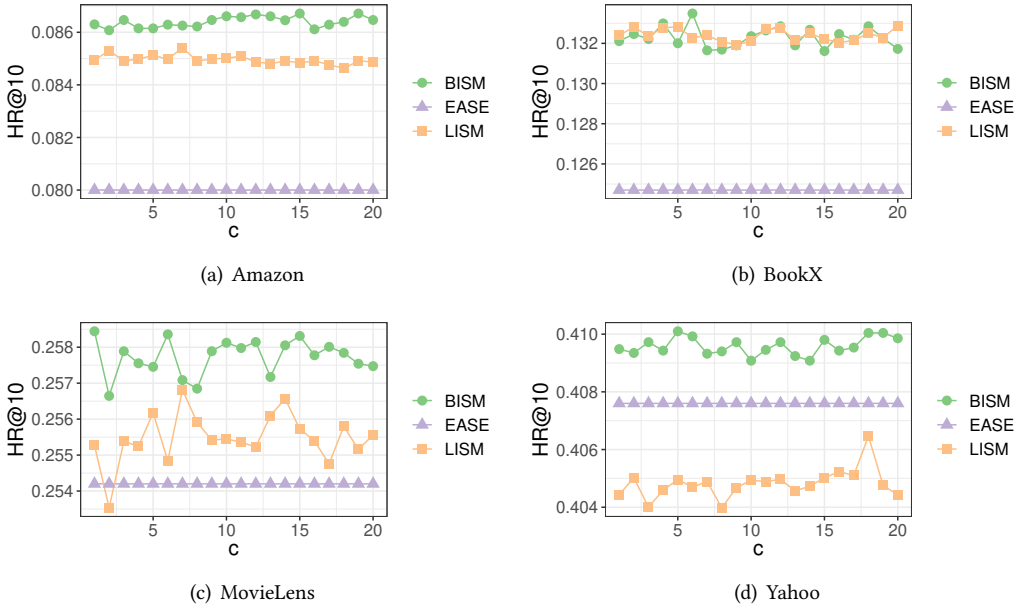 HR@10
0.086
0.084
0.082
0.080
5
10
15
20
c
BISM
EASE
LISM
(a) Amazon
HR@10
0.132
0.130
0.128
0.126
5
10
15
20
c
BISM
EASE
LISM
(b) BookX
HR@10
0.258
0.257
0.256
0.255
0.254
5
10
15
20
c
BISM
EASE
LISM
(c) MovieLens
HR@10
0.410
0.408
0.406
0.404
5
10
15
20
c
BISM
EASE
LISM
(d) Yahoo